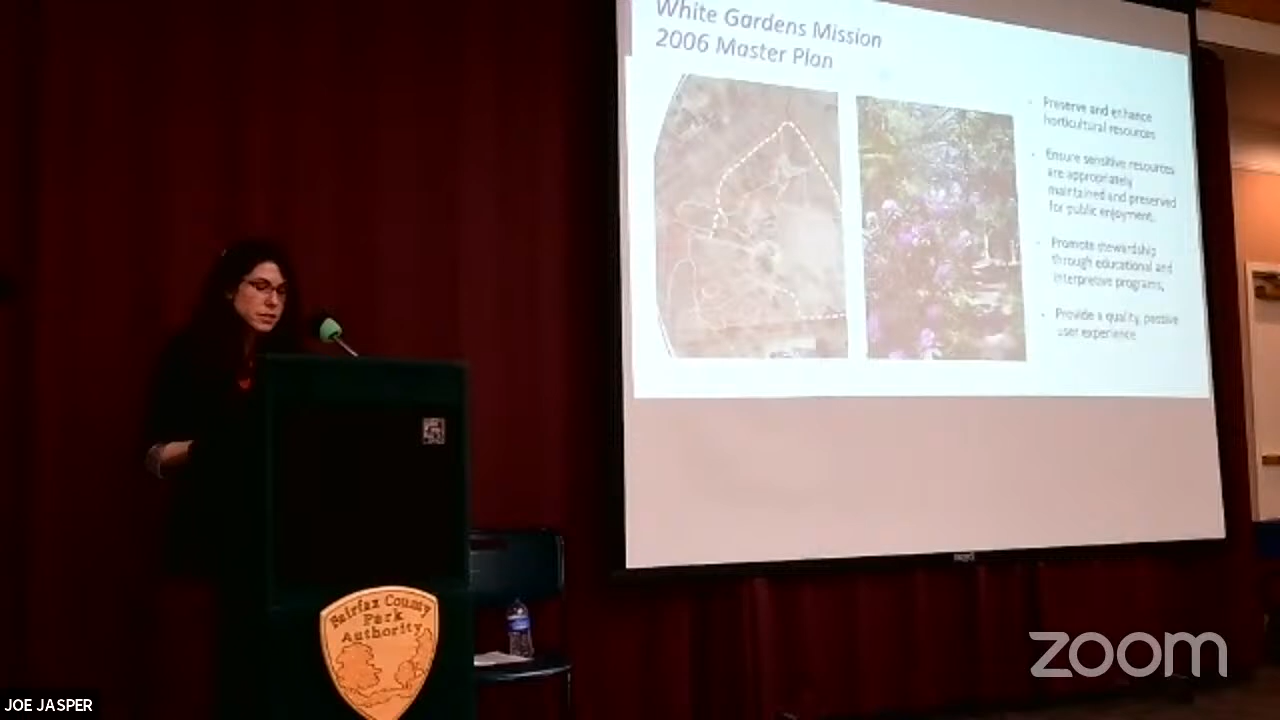 White Gardens Mission
2006 Master Plan
Preserve and enhance
horticultural resources
Ensure sensitive resources
are appropriately
maintained and preserved
for public enjoyment.
Promote stewardship
through educational and
interpretive programs,
Provide a quality, passive
user experience
Fairfax County
Park
Authority
zoom
JOE JASPER